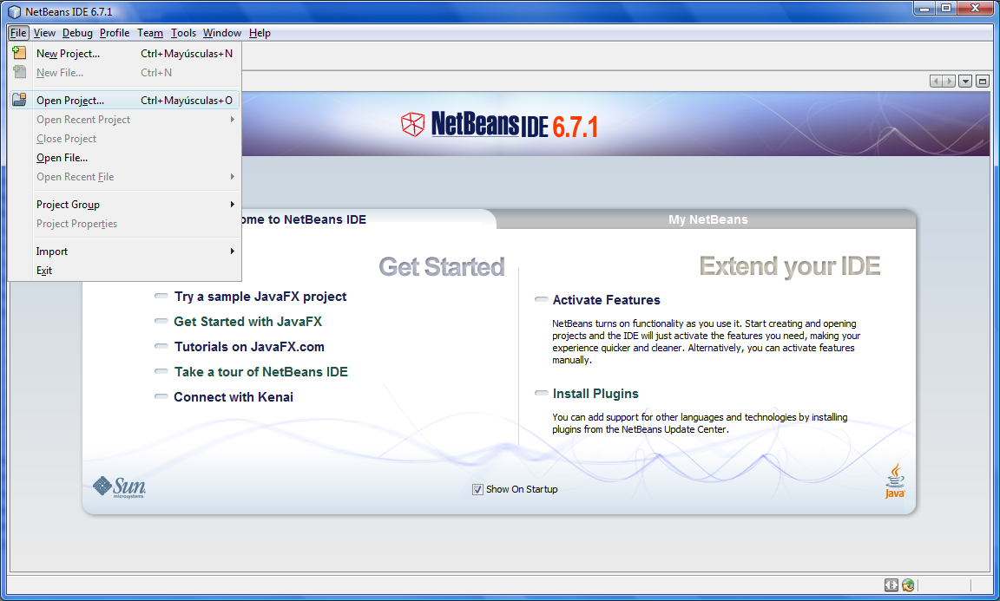 NetBeans IDE 6.7.1
File View Debug Profile Team Tools Window Help
New Project... Ctrl+Mayúsculas+N
New File... Ctrl+N
Open Project... Ctrl+Mayúsculas+O
Open Recent Project
Close Project
Open File...
Open Recent File
Project Group
Project Properties
Import
Exit
NetBeans IDE 6.7.1
ome to NetBeans IDE
My NetBeans
Get Started
Try a sample JavaFX project
Get Started with JavaFX
Tutorials on JavaFX.com
Take a tour of NetBeans IDE
Connect with Kenai
Extend your IDE
Activate Features
NetBeans turns on functionality as you use it. Start creating and opening
projects and the IDE will just activate the features you need, making your
experience quicker and cleaner. Alternatively, you can activate features
manually.
Install Plugins
You can add support for other languages and technologies by installing
plugins from the NetBeans Update Center.
Sun
microsystems
Show On Startup
Java